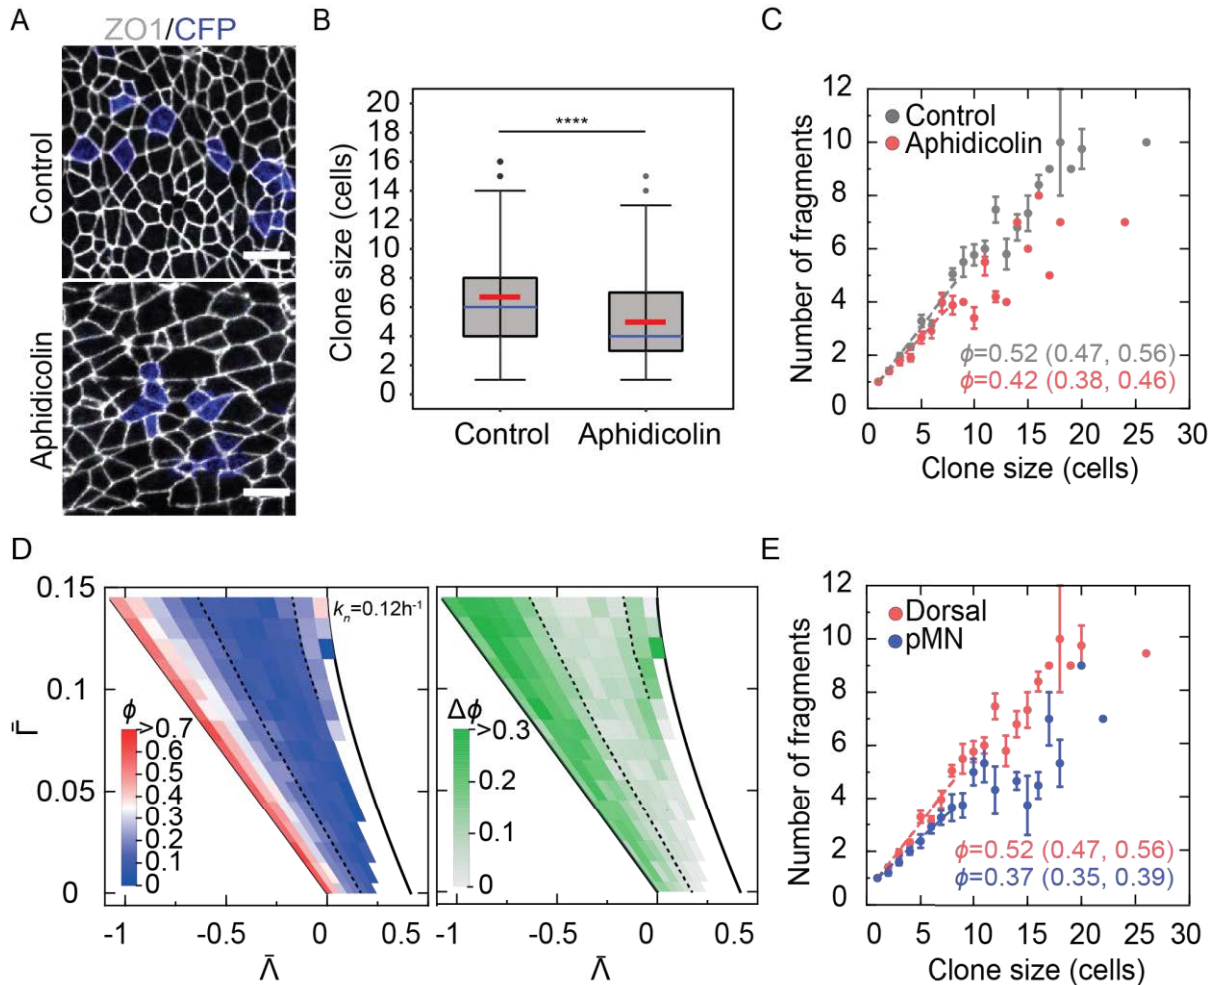 A
ZO1/CFP
Control
Aphidicolin
B
Clone size (cells)
20
18
16
14
12
10
8
6
4
2
0
****
Control Aphidicolin
C
Number of fragments
12
10
8
6
4
2
0
Control
Aphidicolin
ϕ=0.52 (0.47, 0.56)
ϕ=0.42 (0.38, 0.46)
0 5 10 15 20 25 30
Clone size (cells)
D
Γ̄
0.15
0.1
0.05
0
kₙ=0.12h⁻¹
ϕ
>0.7
0.6
0.5
0.4
0.3
0.2
0.1
0
-1 -0.5 0 0.5
Λ̄
Δϕ
>0.3
0.2
0.1
0
-1 -0.5 0 0.5
Λ̄
E
Number of fragments
12
10
8
6
4
2
0
Dorsal
pMN
ϕ=0.52 (0.47, 0.56)
ϕ=0.37 (0.35, 0.39)
0 5 10 15 20 25 30
Clone size (cells)